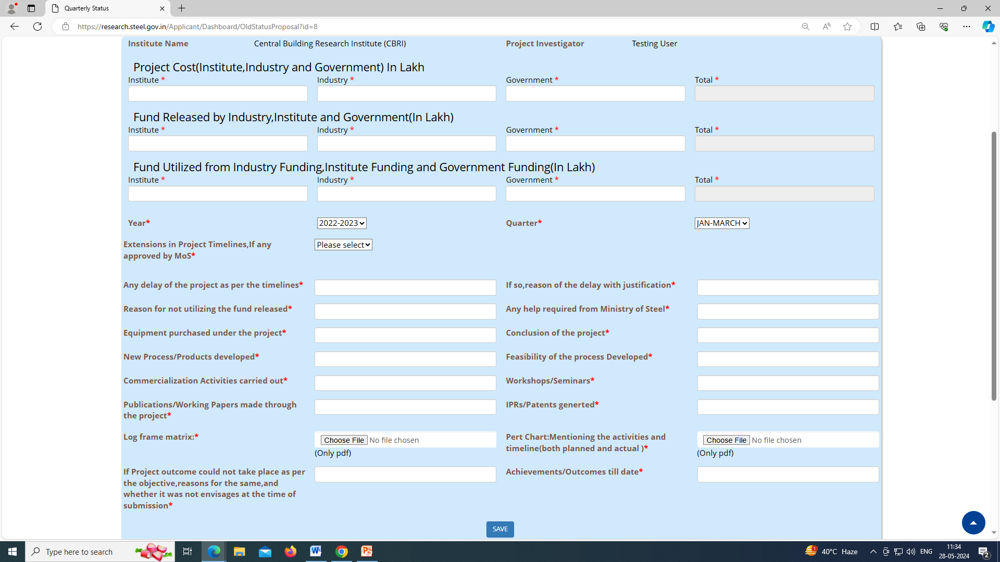 Quarterly Status
https://research.steel.gov.in/Applicant/Dashboard/OldStatusProposal?id=8
Institute Name Central Building Research Institute (CBRI) Project Investigator Testing User
Project Cost(Institute,Industry and Government) In Lakh
Institute * Industry * Government * Total *
Fund Released by Industry,Institute and Government(In Lakh)
Institute * Industry * Government * Total *
Fund Utilized from Industry Funding,Institute Funding and Government Funding(In Lakh)
Institute * Industry * Government * Total *
Year* 2022-2023 Quarter* JAN-MARCH
Extensions in Project Timelines,If any Please select
approved by MoS*
Any delay of the project as per the timelines* If so,reason of the delay with justification*
Reason for not utilizing the fund released* Any help required from Ministry of Steel*
Equipment purchased under the project* Conclusion of the project*
New Process/Products developed* Feasibility of the process Developed*
Commercialization Activities carried out* Workshops/Seminars*
Publications/Working Papers made through IPRs/Patents generted*
the project*
Log frame matrix:* Choose File No file chosen Pert Chart:Mentioning the activities and Choose File No file chosen
(Only pdf) timeline(both planned and actual )* (Only pdf)
If Project outcome could not take place as per Achievements/Outcomes till date*
the objective,reasons for the same,and
whether it was not envisages at the time of
submission*
SAVE
Type here to search 1 40°C Haze ENG 11:34
28-05-2024 2